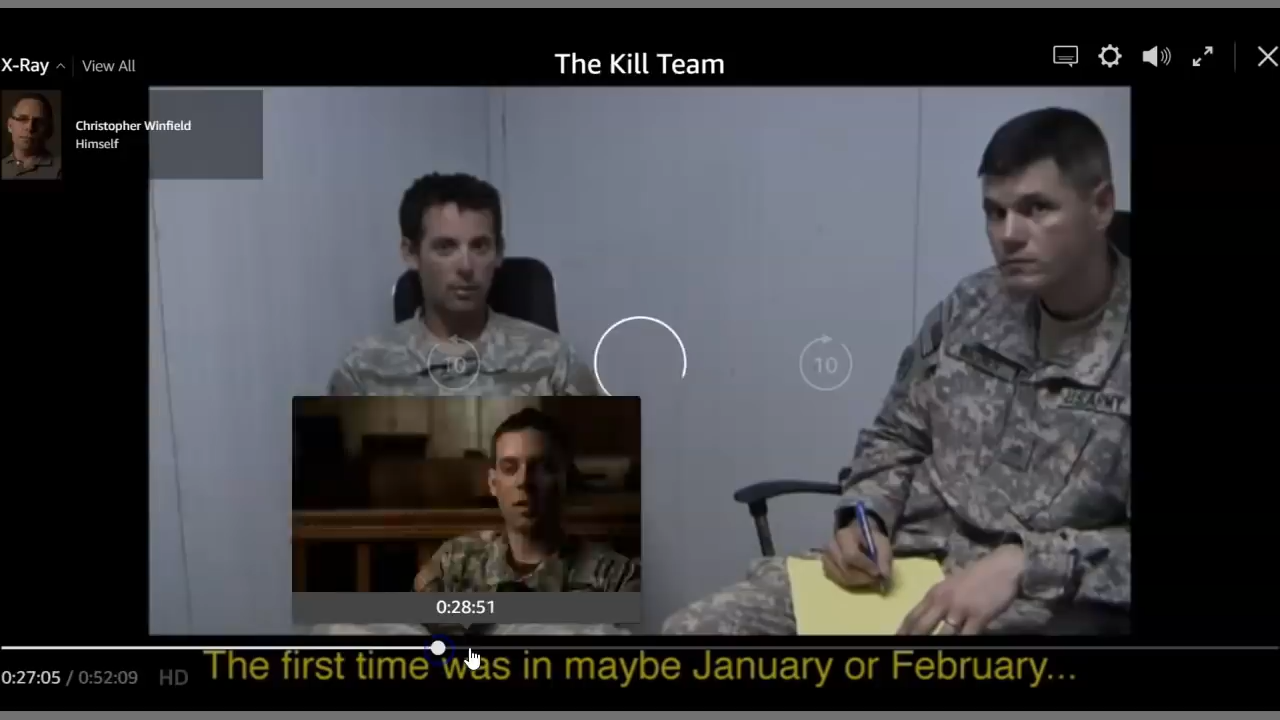 X-Ray
View All
The Kill Team
Christopher Winfield
Himself
10
10
U.S. ARMY
0:28:51
The first time was in maybe January or February...
0:27:05 / 0:52:09
HD